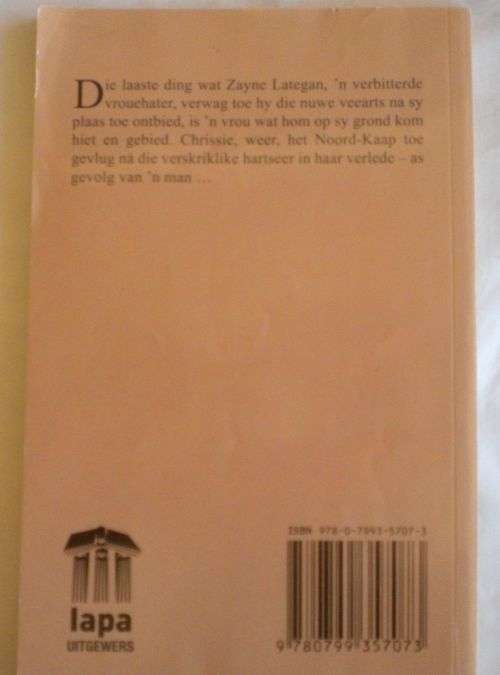 Die laaste ding wat Zayne Lategan, 'n verbitterde
vrouehater, verwag toe hy die nuwe veearts na sy
plaas toe ontbied, is 'n vrou wat hom op sy grond kom
hiet en gebied. Chrissie, weer, het Noord-Kaap toe
gevlug ná die verskriklike hartseer in haar verlede – as
gevolg van 'n man ...
ISBN 978-0-7993-5707-3
lapa
UITGEWERS
9 780799 357073